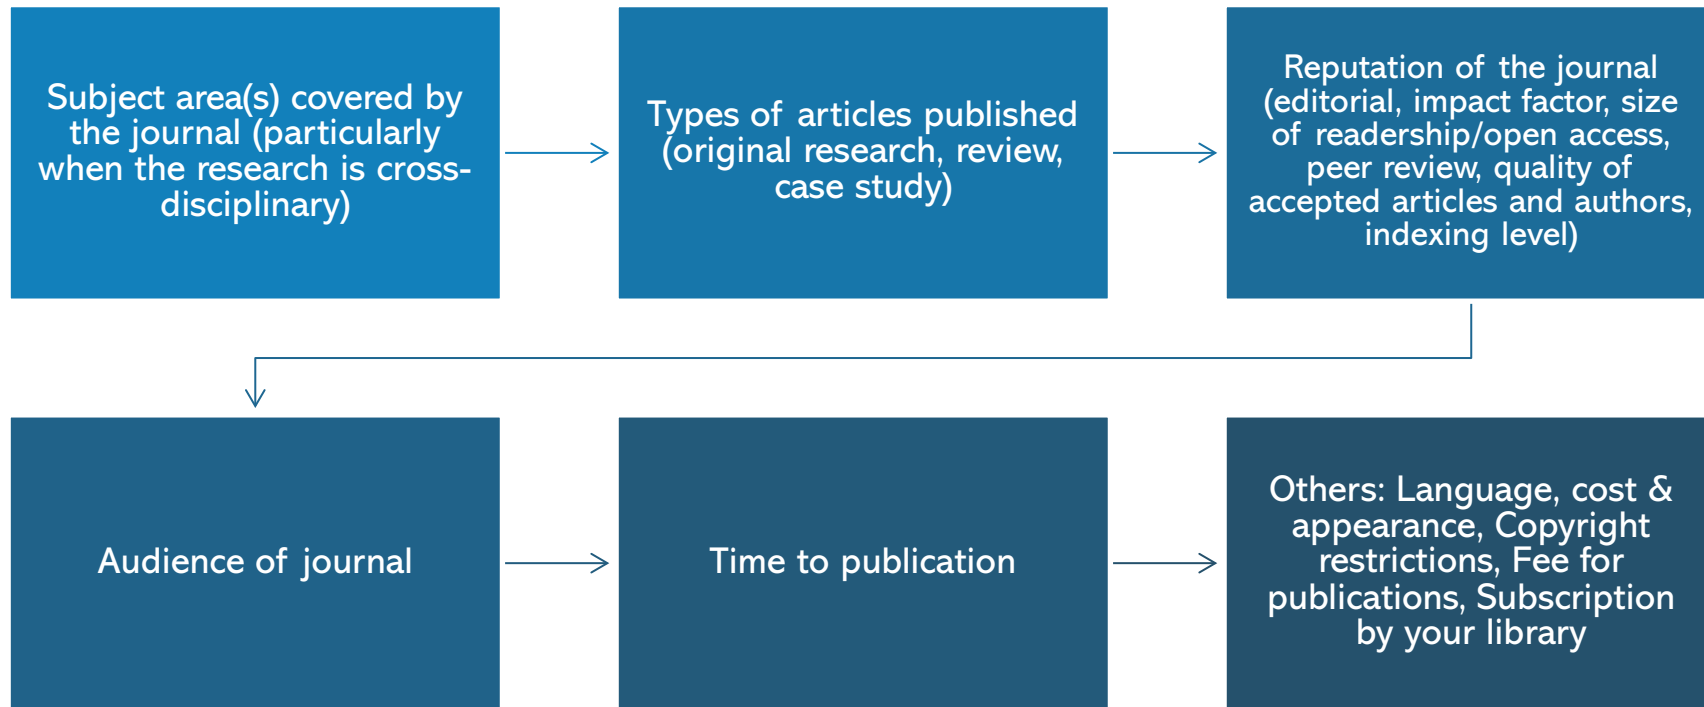 Subject area(s) covered by
the journal (particularly
when the research is cross-
disciplinary)
Types of articles published
(original research, review,
case study)
Reputation of the journal
(editorial, impact factor, size
of readership/open access,
peer review, quality of
accepted articles and authors,
indexing level)
Audience of journal
Time to publication
Others: Language, cost &
appearance, Copyright
restrictions, Fee for
publications, Subscription
by your library